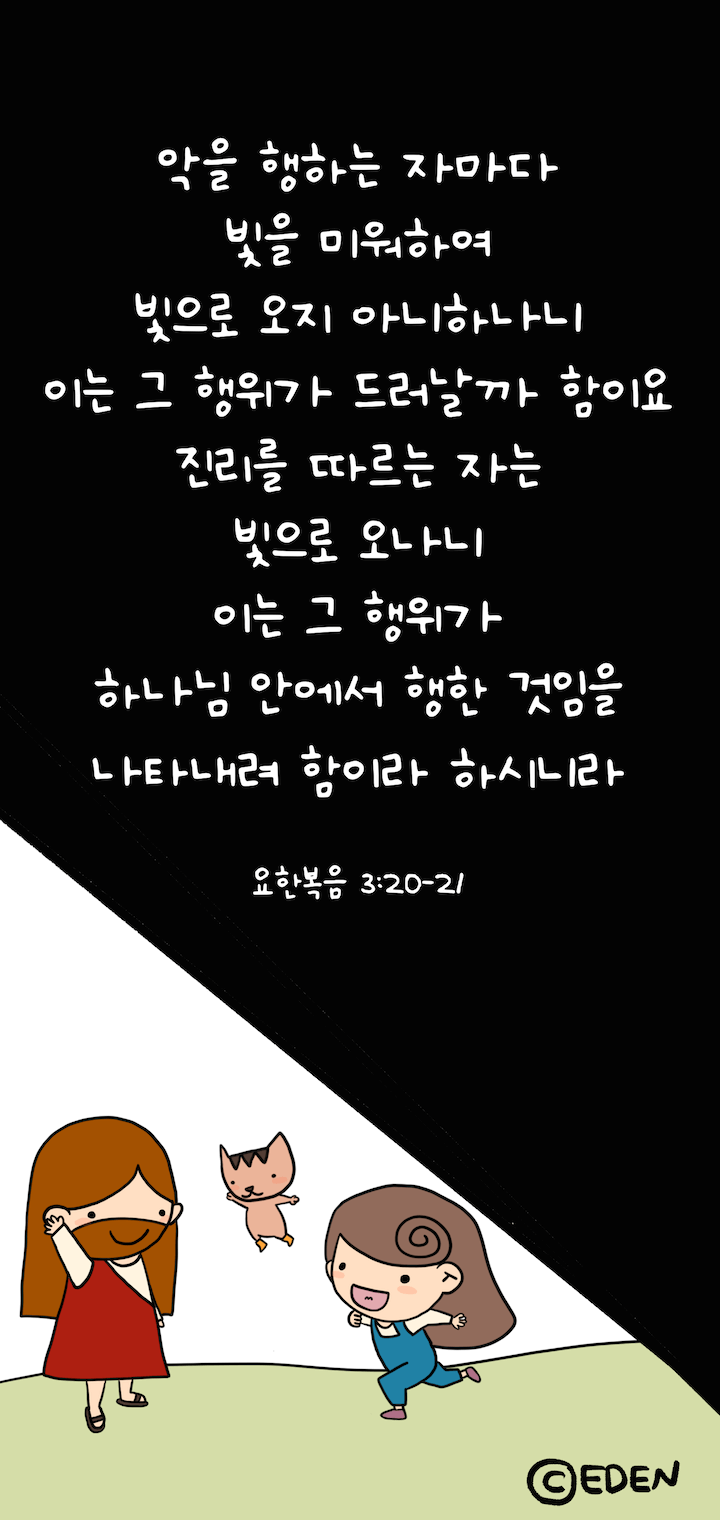 악을 행하는 자마다
빛을 미워하여
빛으로 오지 아니하나니
이는 그 행위가 드러날까 함이요
진리를 따르는 자는
빛으로 오나니
이는 그 행위가
하나님 안에서 행한 것임을
나타내려 함이라 하시니라
요한복음 3:20-21
©EDEN